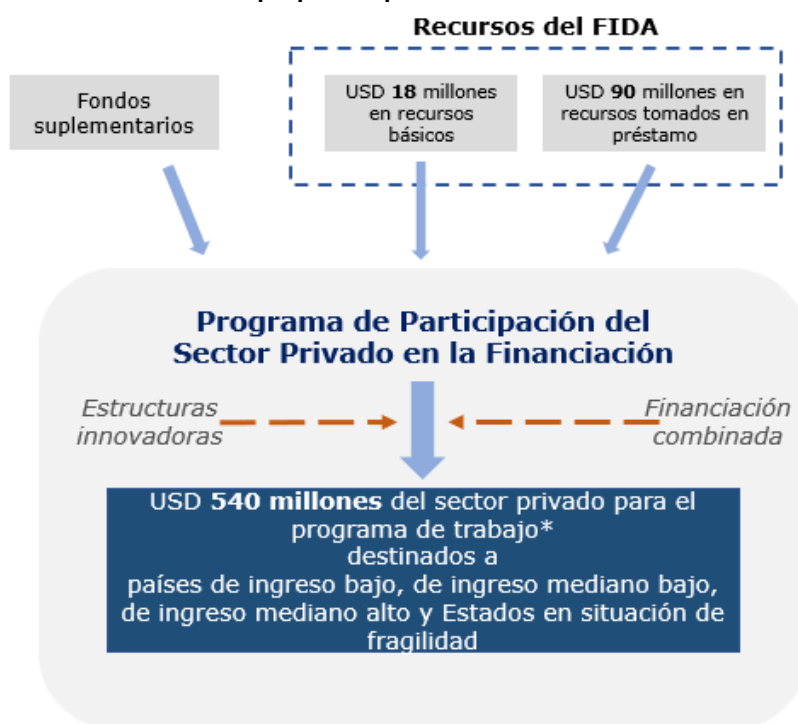 Recursos del FIDA
Fondos
suplementarios
USD 18 millones
en recursos
básicos
USD 90 millones en
recursos tomados en
préstamo
Programa de Participación del
Sector Privado en la Financiación
Estructuras
innovadoras
Financiación
combinada
USD 540 millones del sector privado para el
programa de trabajo*
destinados a
países de ingreso bajo, de ingreso mediano bajo,
de ingreso mediano alto y Estados en situación de
fragilidad